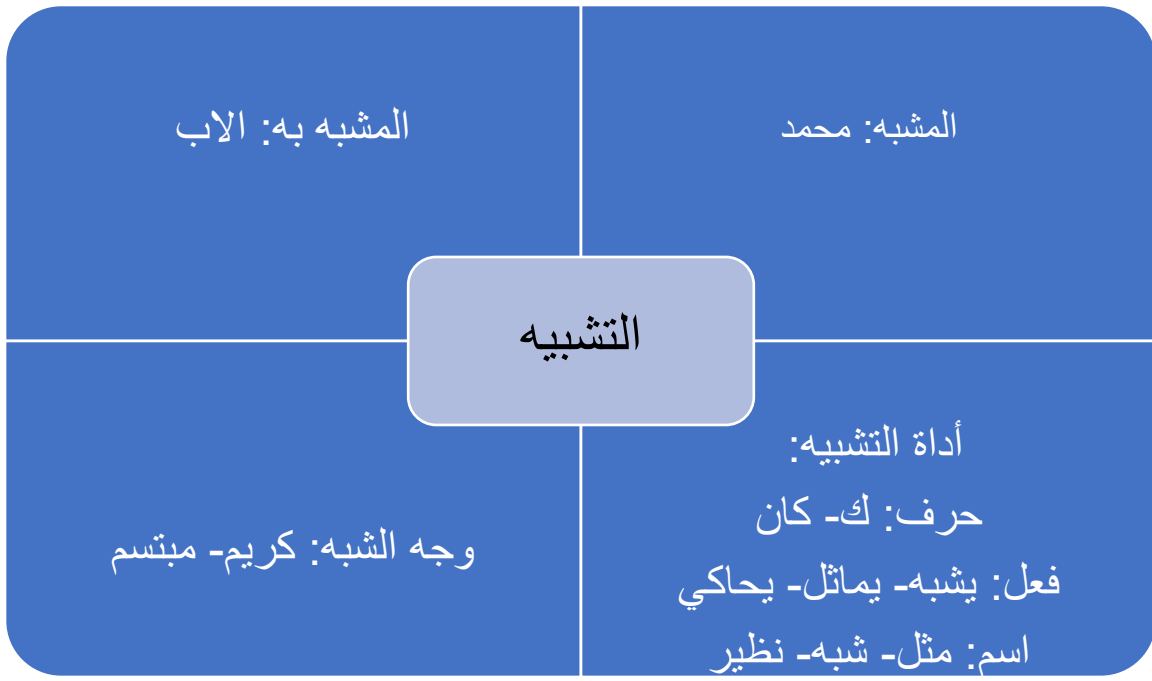 المشبه: محمد
المشبه به: الاب
التشبيه
أداة التشبيه:
حرف: ك- كان
فعل: يشبه- يماثل- يحاكي
اسم: مثل- شبه- نظير
وجه الشبه: كريم- مبتسم